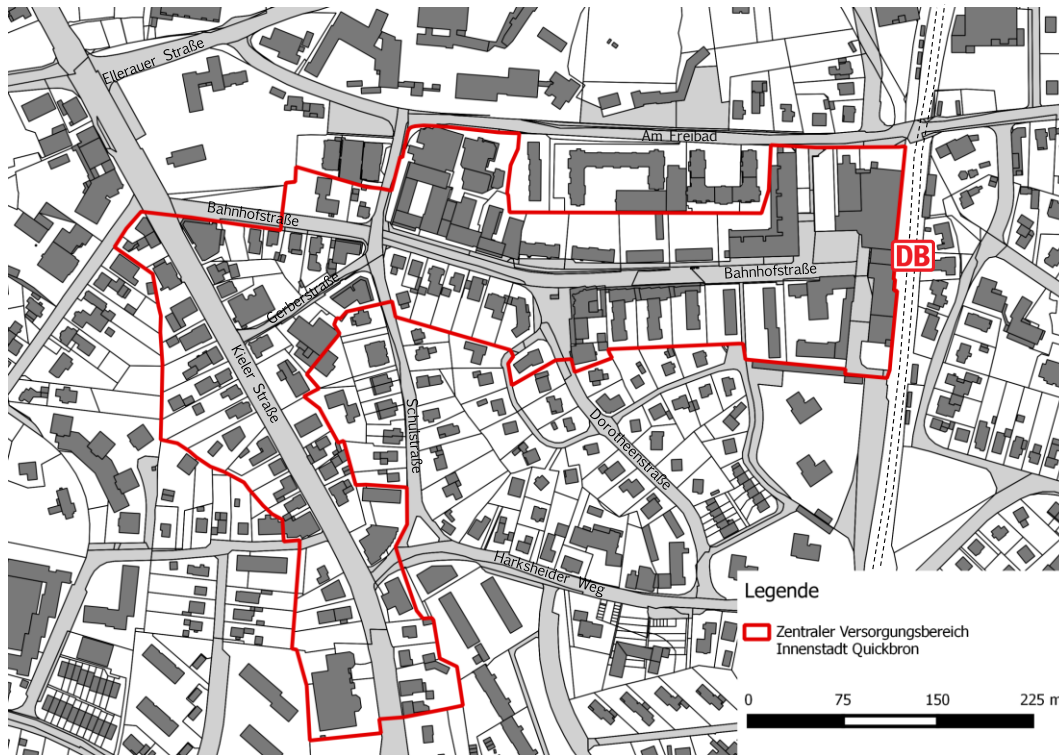 Ellerauer Straße
Am Freibad
Bahnhofstraße
DB
Bahnhofstraße
Gerberstraße
Kieler Straße
Schulstraße
Dorotheenstraße
Harksheider Weg
Legende
Zentraler Versorgungsbereich
Innenstadt Quickbron
0 75 150 225 m